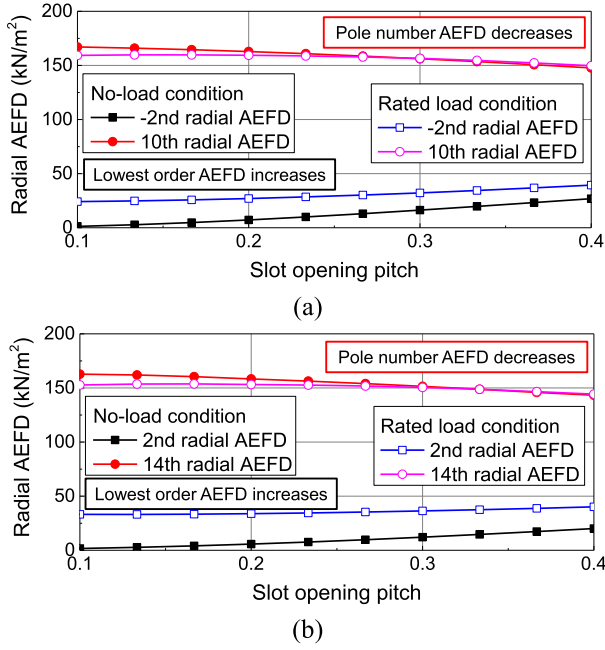 200
Pole number AEFD decreases
150
No-load condition
-2nd radial AEFD
10th radial AEFD
Rated load condition
-2nd radial AEFD
10th radial AEFD
100
Radial AEFD (kN/m²)
Lowest order AEFD increases
50
0
0.1 0.2 0.3 0.4
Slot opening pitch
(a)
200
Pole number AEFD decreases
150
No-load condition
2nd radial AEFD
14th radial AEFD
Rated load condition
2nd radial AEFD
14th radial AEFD
100
Radial AEFD (kN/m²)
Lowest order AEFD increases
50
0
0.1 0.2 0.3 0.4
Slot opening pitch
(b)